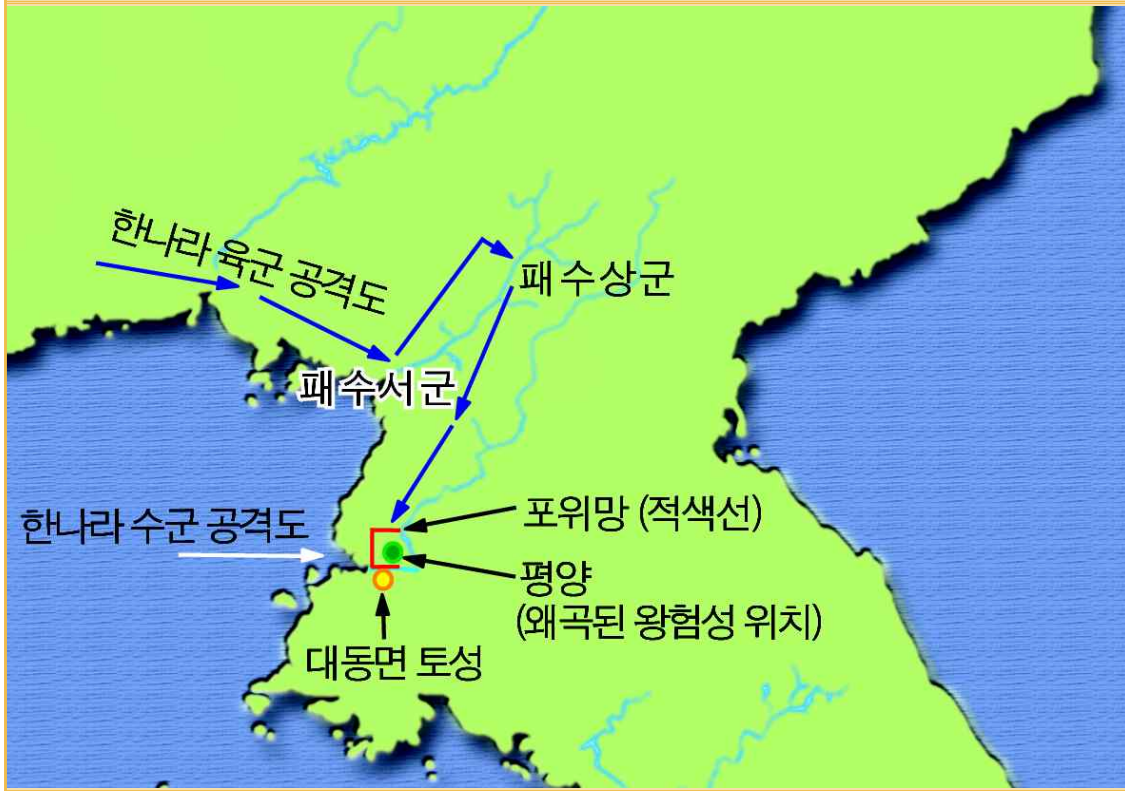 한나라 육군 공격도
패수상군
패수서군
한나라 수군 공격도
포위망 (적색선)
평양
(왜곡된 왕험성 위치)
대동면 토성